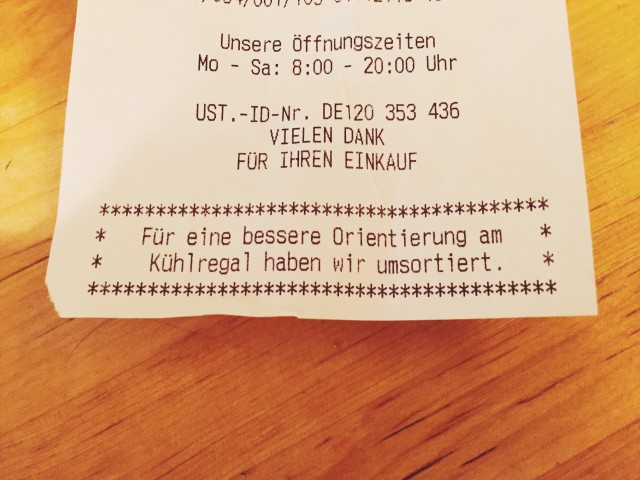 Unsere Öffnungszeiten
Mo - Sa: 8:00 - 20:00 Uhr
UST.-ID-Nr. DE120 353 436
VIELEN DANK
FÜR IHREN EINKAUF
***************************************
* Für eine bessere Orientierung am *
* Kühlregal haben wir umsortiert. *
***************************************